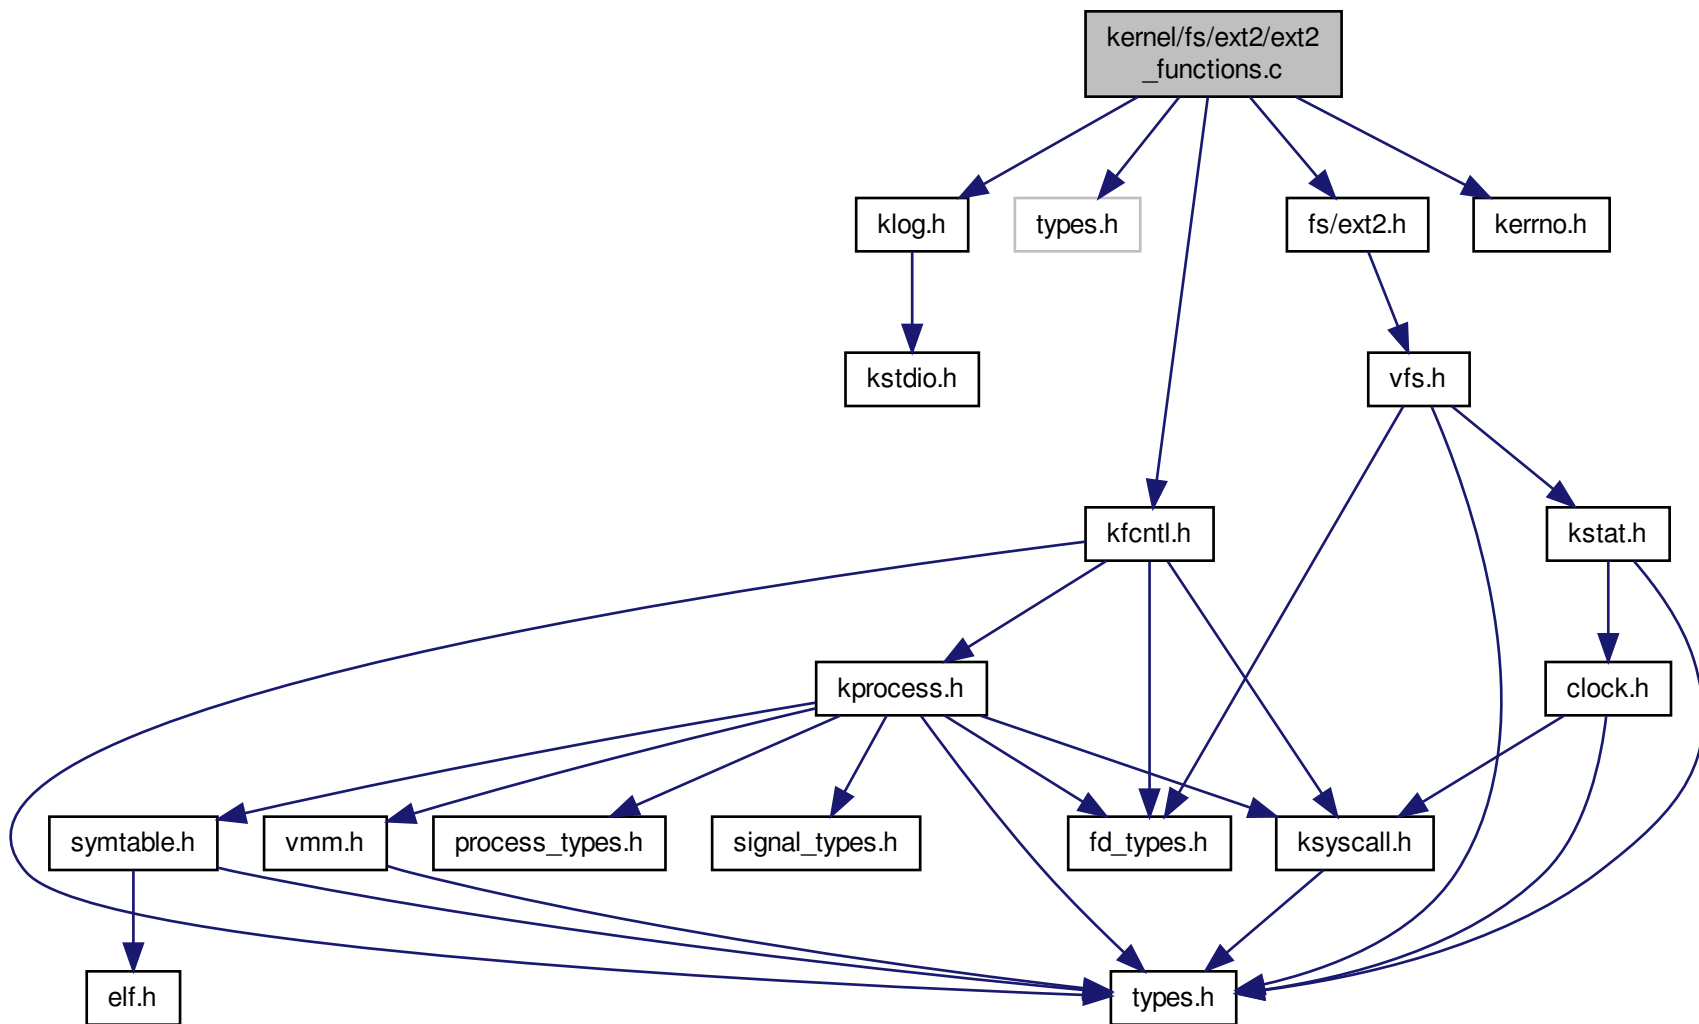 kernel/fs/ext2/ext2
_functions.c
klog.h
types.h
fs/ext2.h
kerrno.h
kstdio.h
vfs.h
kfcntl.h
kstat.h
kprocess.h
clock.h
symtable.h
vmm.h
process_types.h
signal_types.h
fd_types.h
ksyscall.h
elf.h
types.h